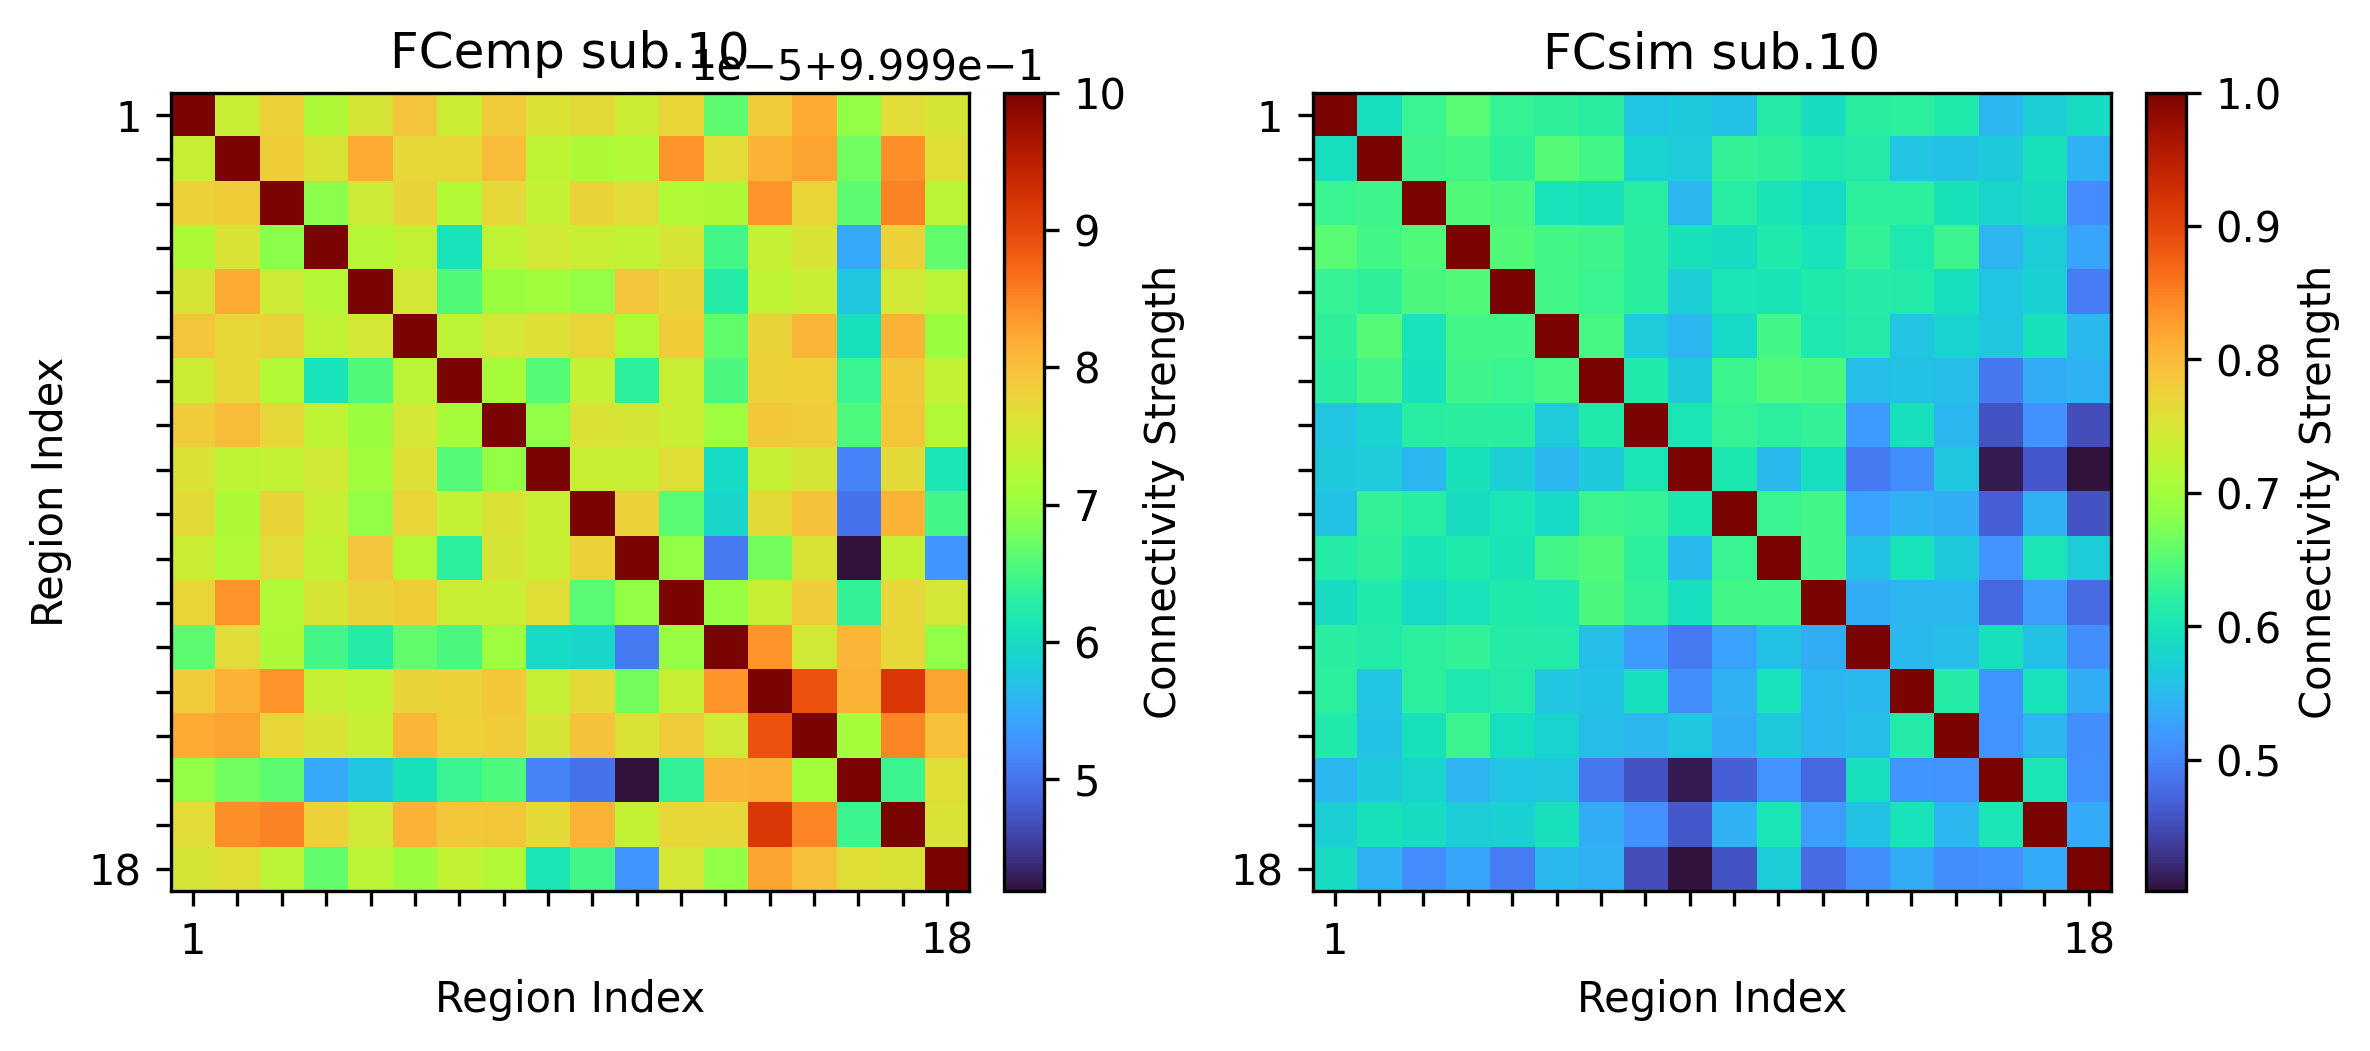 FCemp sub.10
1e−5+9.999e−1
1
18
1
18
Region Index
Region Index
10
9
8
7
6
5
Connectivity Strength
FCsim sub.10
1
18
1
18
Region Index
1.0
0.9
0.8
0.7
0.6
0.5
Connectivity Strength